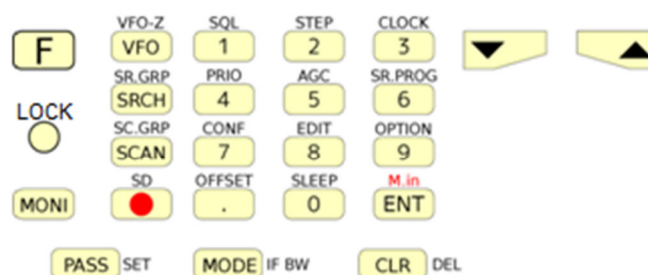 VFO-Z SQL STEP CLOCK
F VFO 1 2 3
SR.GRP PRIO AGC SR.PROG
SRCH 4 5 6
LOCK
SC.GRP CONF EDIT OPTION
SCAN 7 8 9
SD OFFSET SLEEP M.in
MONI . 0 ENT
PASS SET MODE IF BW CLR DEL